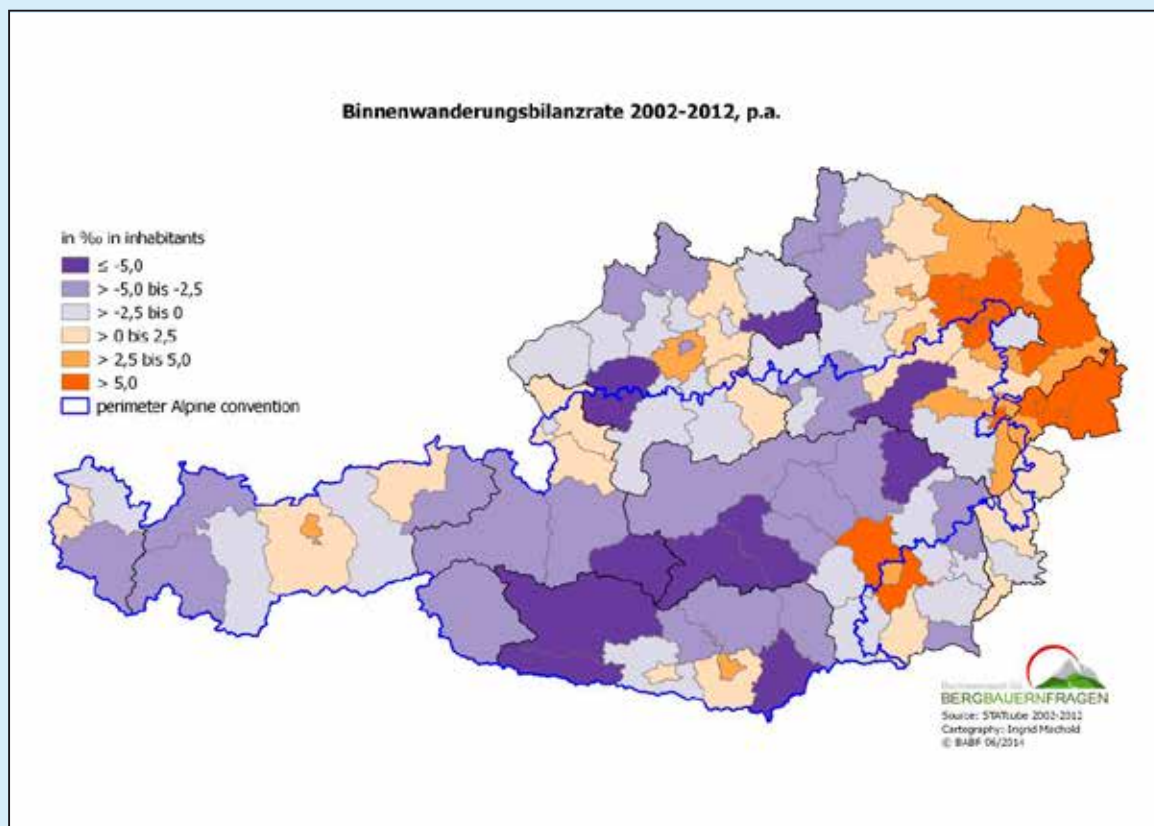 Binnenwanderungsbilanzrate 2002-2012, p.a.
in ‰ in inhabitants
≤ -5,0
> -5,0 bis -2,5
> -2,5 bis 0
> 0 bis 2,5
> 2,5 bis 5,0
> 5,0
perimeter Alpine convention
Bundesanstalt für
BERGBAUERNFRAGEN
Source: STATcube 2002-2012
Cartography: Ingrid Machold
© BABF 06/2014